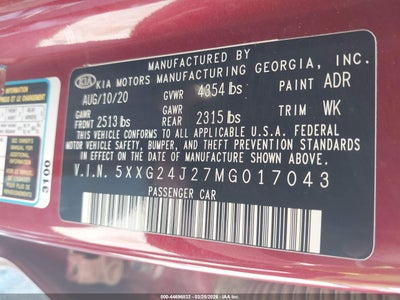 MANUFACTURED BY
KIA KIA MOTORS MANUFACTURING GEORGIA, INC.
AUG/10/20 GVWR 4354 lbs PAINT ADR
GAWR FRONT 2513 lbs GAWR REAR 2315 lbs TRIM WK
THIS VEHICLE CONFORMS TO ALL APPLICABLE U.S.A. FEDERAL
MOTOR VEHICLE SAFETY, BUMPER, AND THEFT PREVENTION STANDARDS
IN EFFECT ON THE DATE OF MANUFACTURE SHOWN ABOVE.
V.I.N. 5XXG24J27MG017043
PASSENGER CAR
3100